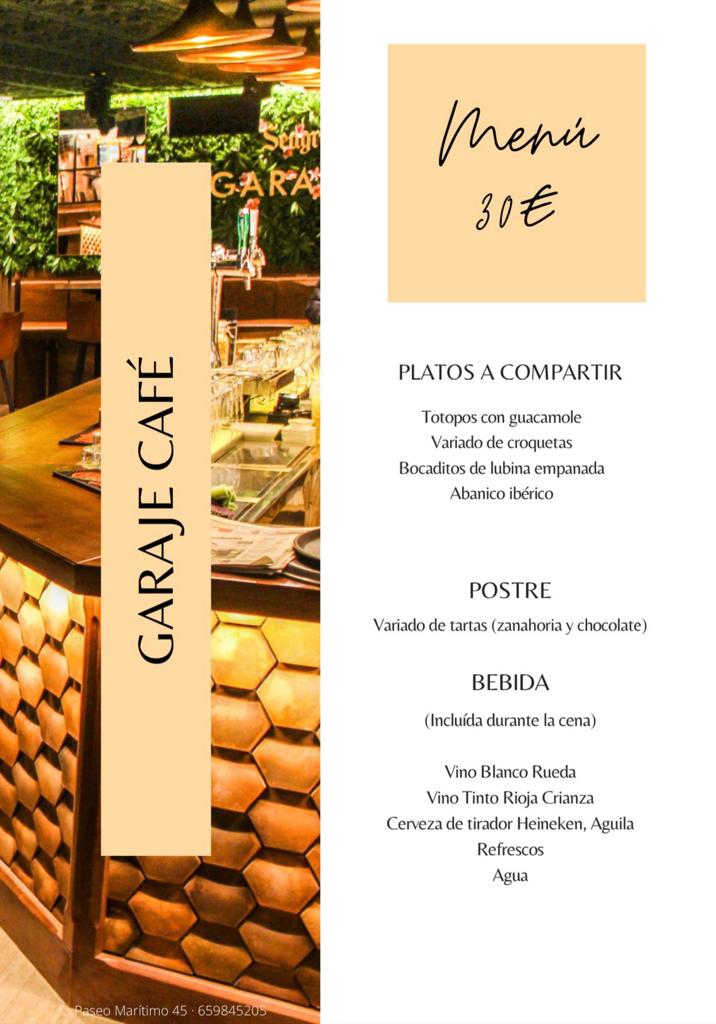 Menú
30€
GARAJE CAFÉ
PLATOS A COMPARTIR
Totopos con guacamole
Variado de croquetas
Bocaditos de lubina empanada
Abanico ibérico
POSTRE
Variado de tartas (zanahoria y chocolate)
BEBIDA
(Incluída durante la cena)
Vino Blanco Rueda
Vino Tinto Rioja Crianza
Cerveza de tirador Heineken, Aguila
Refrescos
Agua
Paseo Marítimo 45 · 659845205
Seagr
GARA